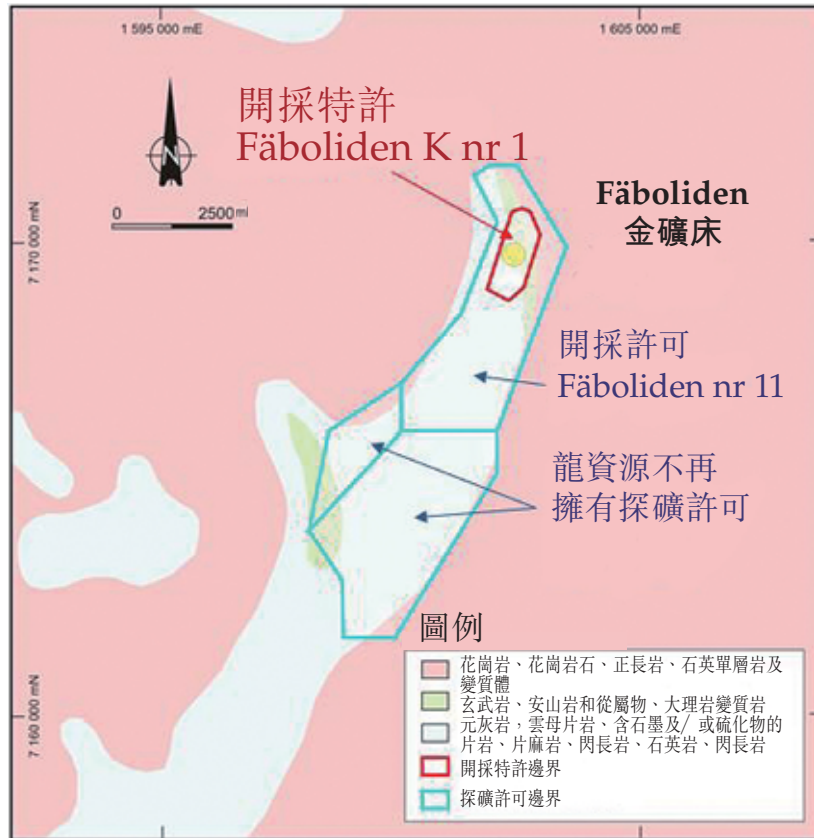 1 595 000 mE
1 605 000 mE
開採特許
Fäboliden K nr 1
N
0 2500 m
Fäboliden
金礦床
7 170 000 mN
開採許可
Fäboliden nr 11
龍資源不再
擁有探礦許可
圖例
花崗岩、花崗岩石、正長岩、石英單層岩及
變質體
玄武岩、安山岩和從屬物、大理岩變質岩
元灰岩，雲母片岩、含石墨及/ 或硫化物的
片岩、片麻岩、閃長岩、石英岩、閃長岩
開採特許邊界
探礦許可邊界
7 160 000 mN